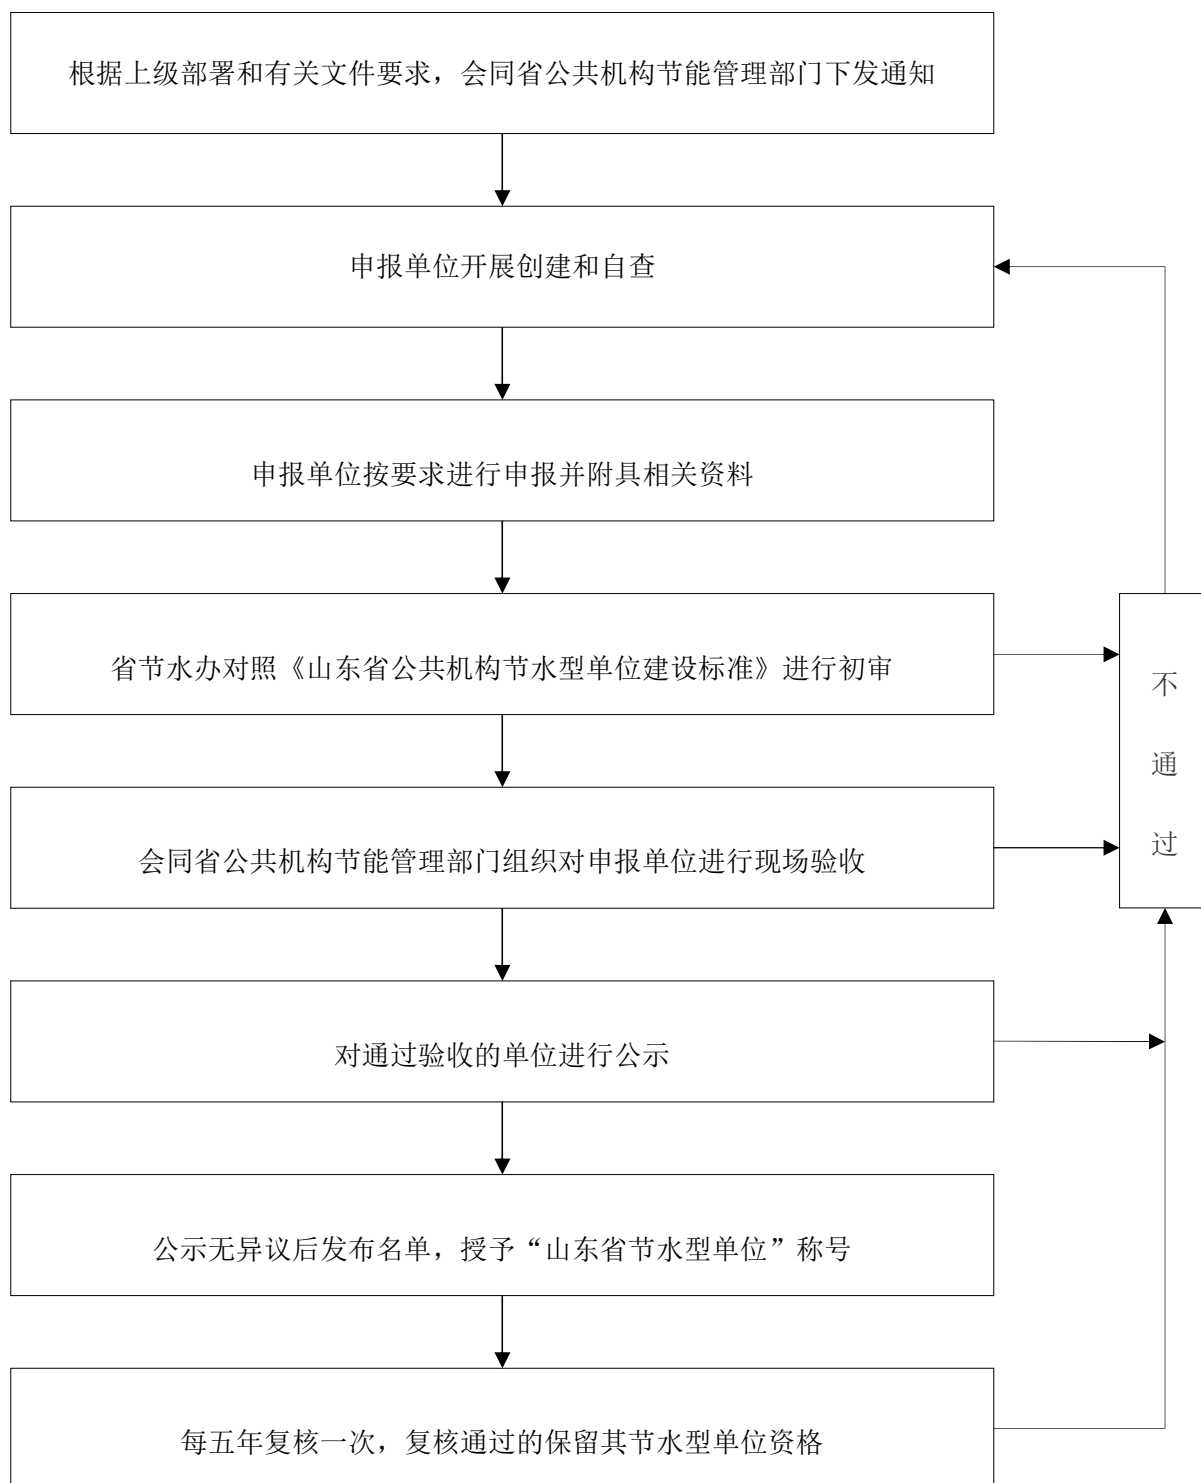 根据上级部署和有关文件要求，会同省公共机构节能管理部门下发通知
申报单位开展创建和自查
申报单位按要求进行申报并附具相关资料
省节水办对照《山东省公共机构节水型单位建设标准》进行初审
不
通
过
会同省公共机构节能管理部门组织对申报单位进行现场验收
对通过验收的单位进行公示
公示无异议后发布名单，授予“山东省节水型单位”称号
每五年复核一次，复核通过的保留其节水型单位资格